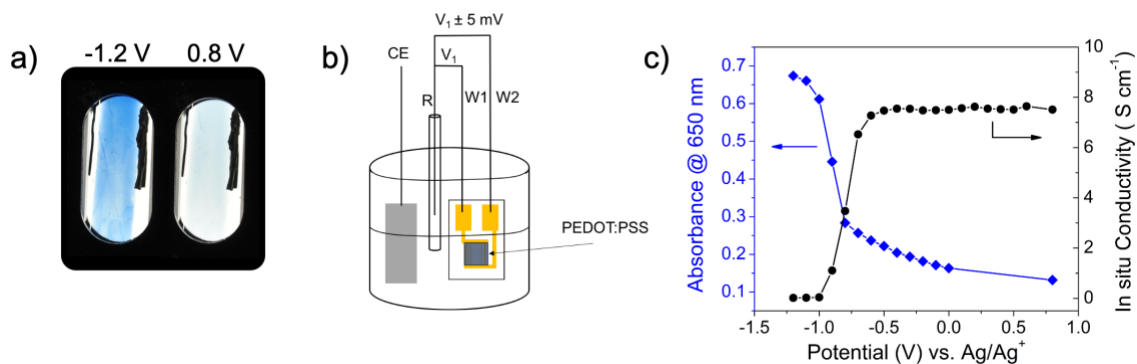 a)
-1.2 V 0.8 V
b)
V₁ ± 5 mV
CE
V₁
R
W1
W2
PEDOT:PSS
c)
Absorbance @ 650 nm
0.7
0.6
0.5
0.4
0.3
0.2
0.1
-1.5 -1.0 -0.5 0.0 0.5 1.0
Potential (V) vs. Ag/Ag⁺
10
8
6
4
2
0
In situ Conductivity ( S cm⁻¹)